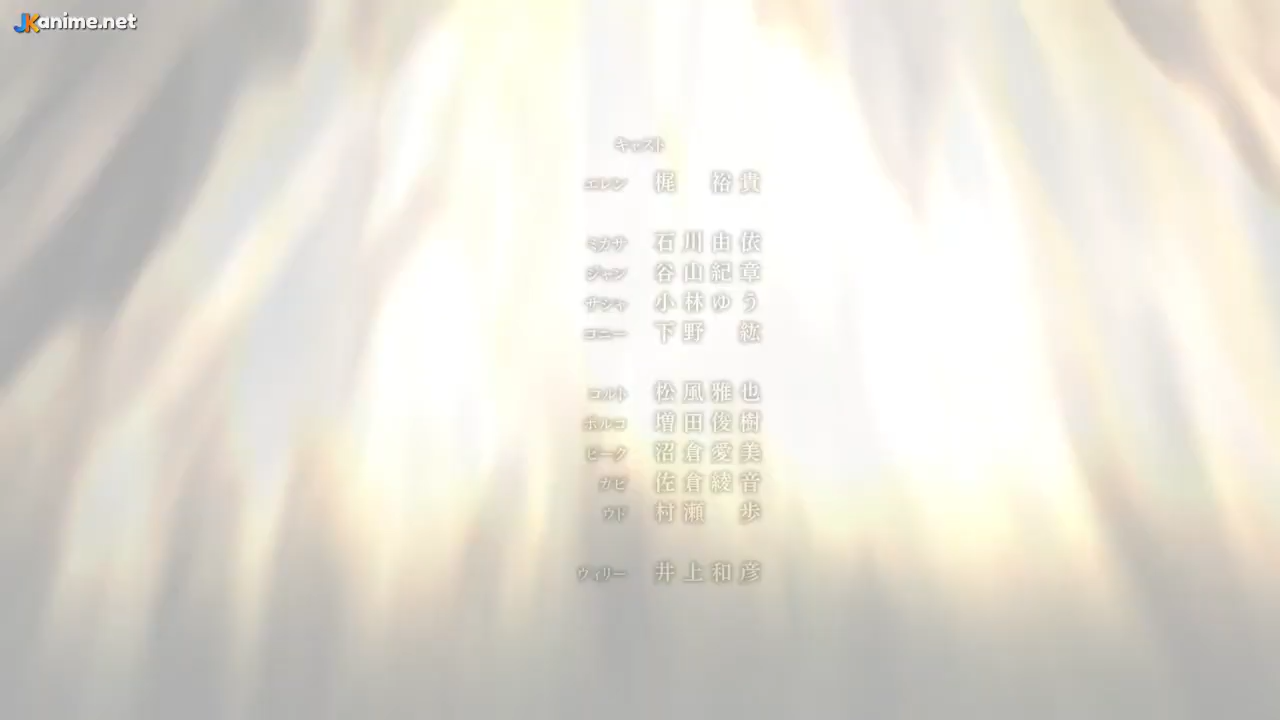 JKanime.net
キャスト
エレン 梶 裕貴
ミカサ 石川由依
ジャン 谷山紀章
サシャ 小林ゆう
コニー 下野 紘
コルト 松風雅也
ポルコ 増田俊樹
ピーク 沼倉愛美
ガビ 佐倉綾音
ウド 村瀬 歩
ウィリー 井上和彦